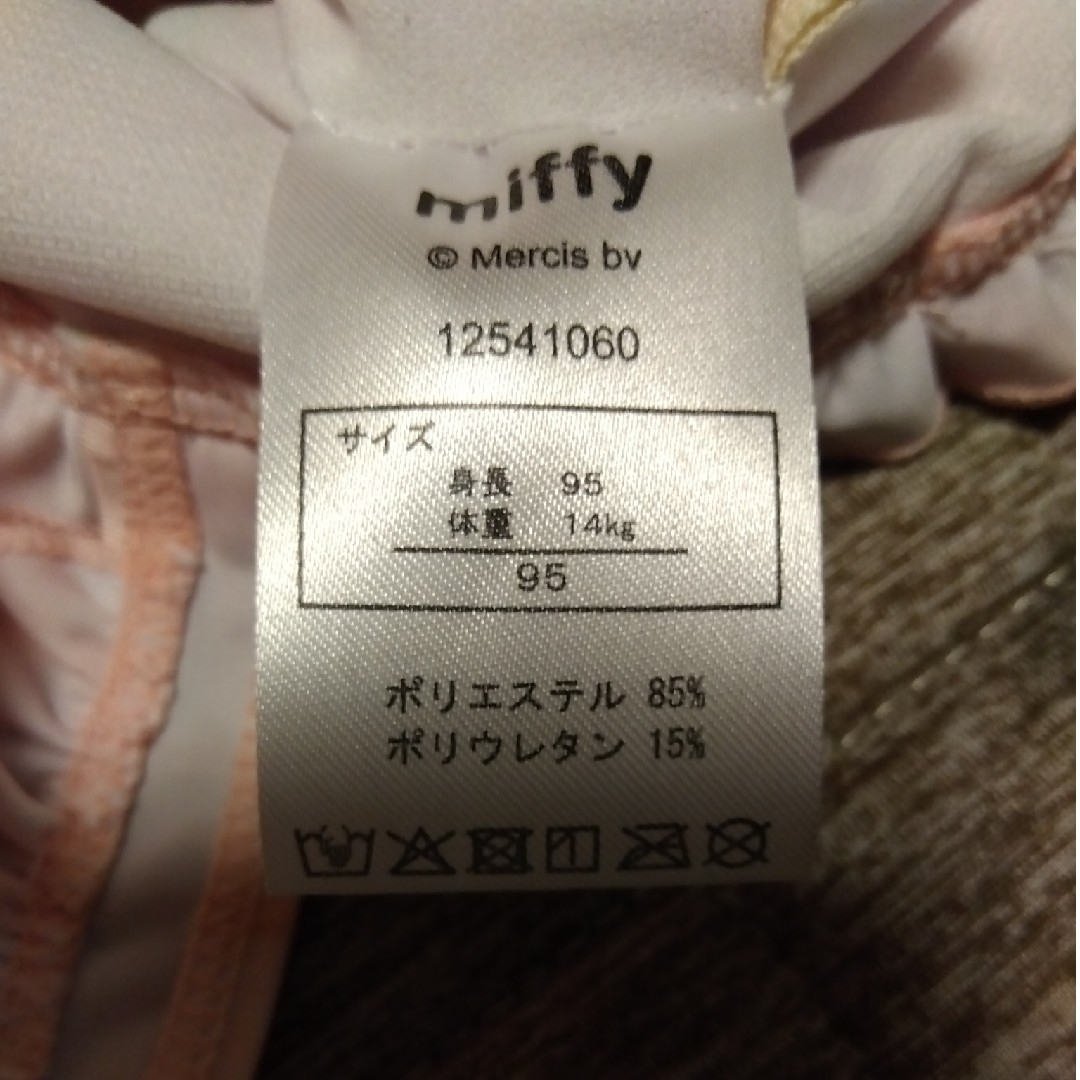 miffy
© Mercis bv
12541060
サイズ
身長 95
体重 14kg
95
ポリエステル 85%
ポリウレタン 15%